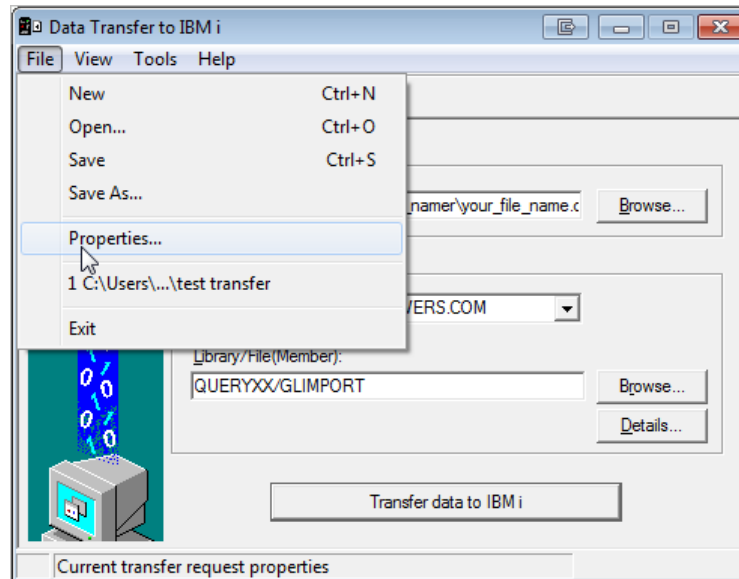 Data Transfer to IBM i
File View Tools Help
New Ctrl+N
Open... Ctrl+O
Save Ctrl+S
Save As...
Properties...
1 C:\Users\...\test transfer
Exit
_namer\your_file_name.c Browse...
/ERS.COM
Library/File(Member):
QUERYXX/GLIMPORT Browse...
Details...
Transfer data to IBM i
Current transfer request properties